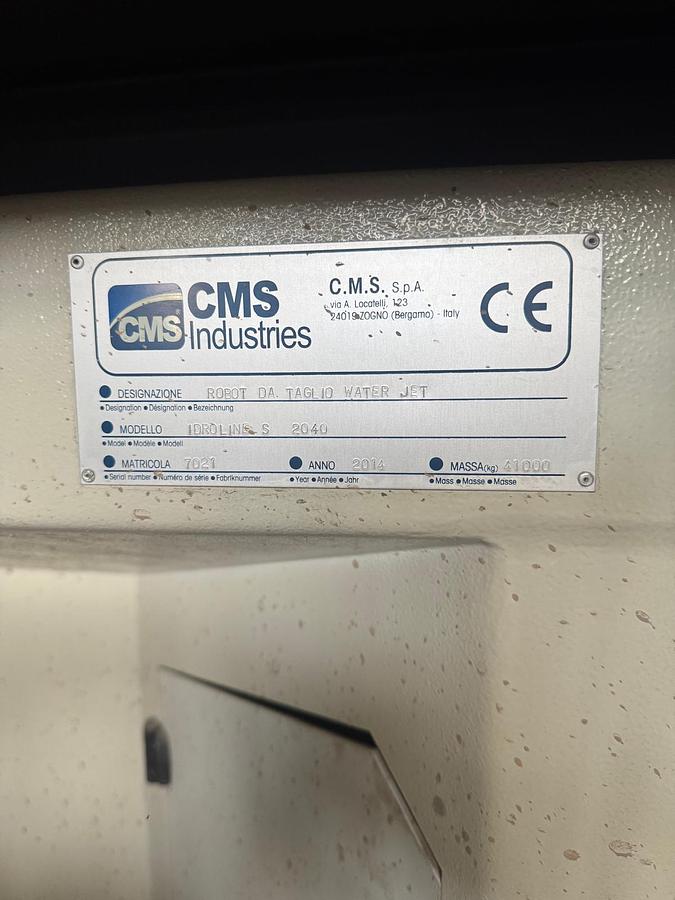 CMS
CMS
Industries
C.M.S. S.p.A.
via A. Locatelli, 123
24019 ZOGNO (Bergamo) - Italy
CE
DESIGNAZIONE ROBOT DA TAGLIO WATER JET
Designation • Désignation • Bezeichnung
MODELLO IDROLINE S 2040
Model • Modèle • Modell
MATRICOLA 7021 ANNO 2014 MASSA(kg) 41000
Serial number • Numéro de série • Fabriknummer • Year • Année • Jahr • Mass • Masse • Masse